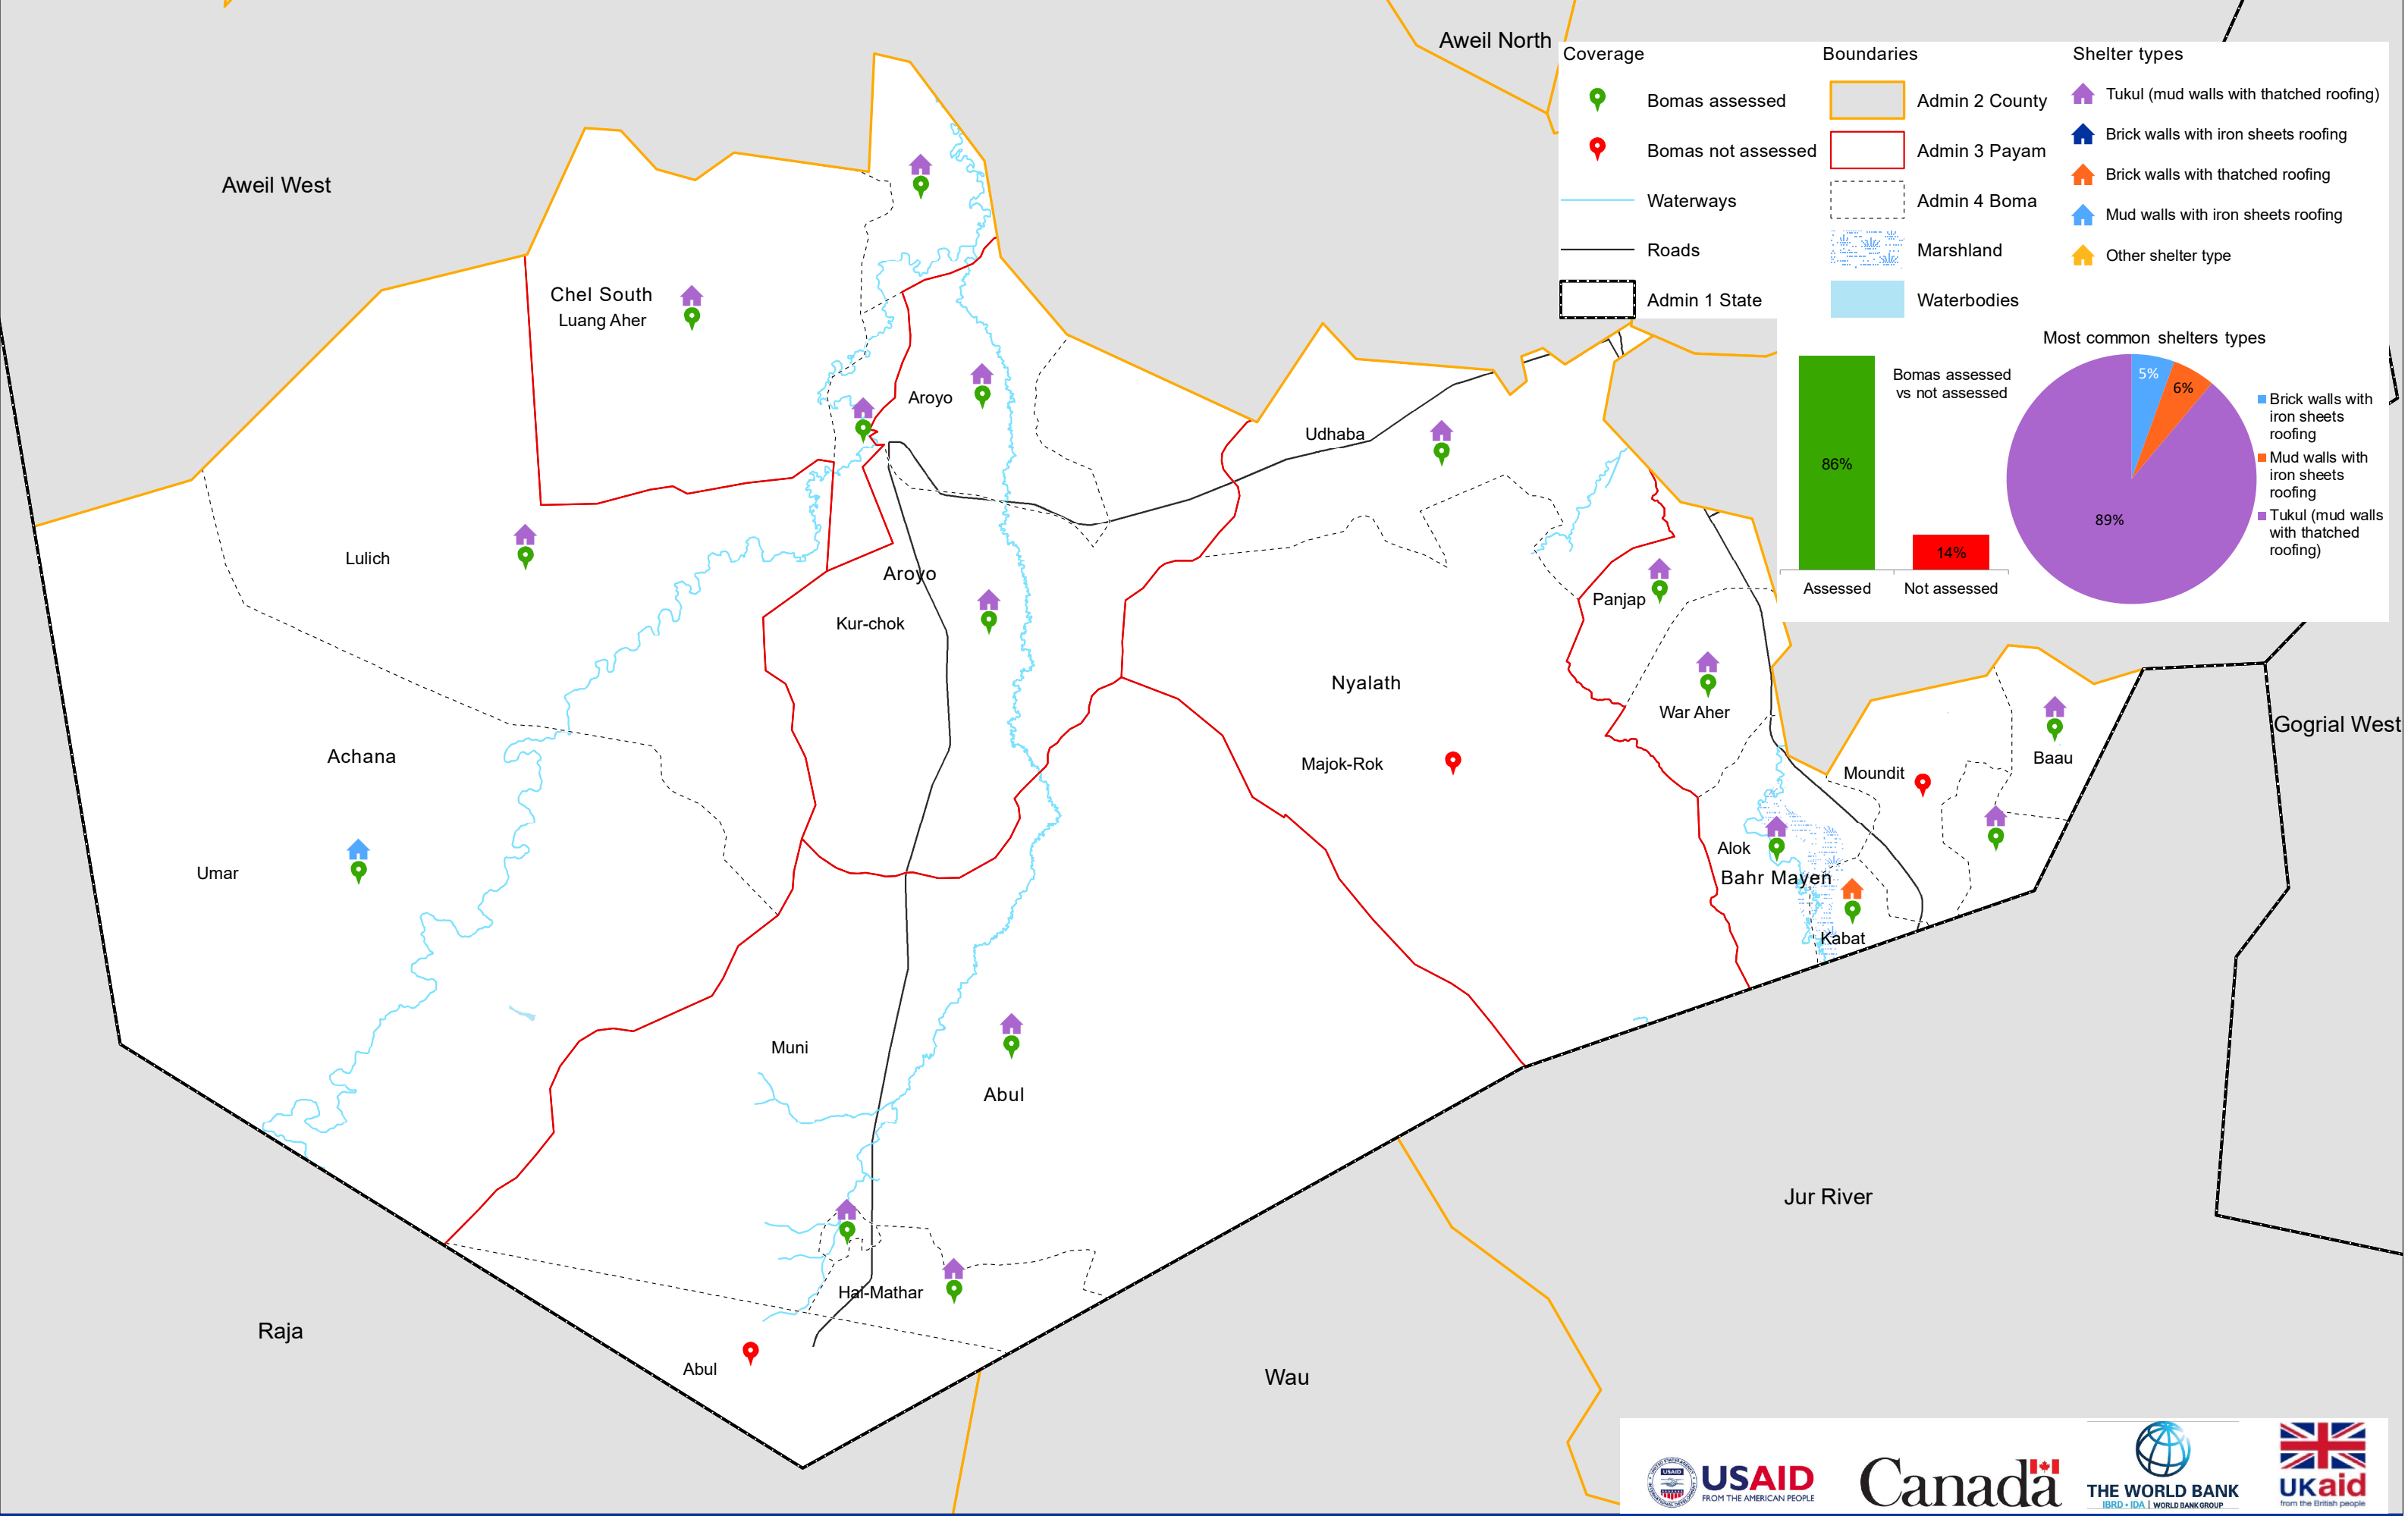 Aweil North
Aweil West
Coverage
Bomas assessed
Bomas not assessed
Waterways
Roads
Admin 1 State
Boundaries
Admin 2 County
Admin 3 Payam
Admin 4 Boma
Marshland
Waterbodies
Shelter types
Tukul (mud walls with thatched roofing)
Brick walls with iron sheets roofing
Brick walls with thatched roofing
Mud walls with iron sheets roofing
Other shelter type
Bomas assessed
vs not assessed
86%
14%
Assessed
Not assessed
Most common shelters types
5%
6%
89%
Brick walls with
iron sheets
roofing
Mud walls with
iron sheets
roofing
Tukul (mud walls
with thatched
roofing)
Chel South
Luang Aher
Aroyo
Udhaba
Lulich
Aroyo
Kur-chok
Panjap
Nyalath
War Aher
Gogrial West
Achana
Majok-Rok
Moundit
Baau
Umar
Alok
Bahr Mayen
Kabat
Muni
Abul
Jur River
Hai-Mathar
Raja
Abul
Wau
USAID
USAID
FROM THE AMERICAN PEOPLE
Canada
THE WORLD BANK
IBRD • IDA | WORLD BANK GROUP
UKaid
from the British people